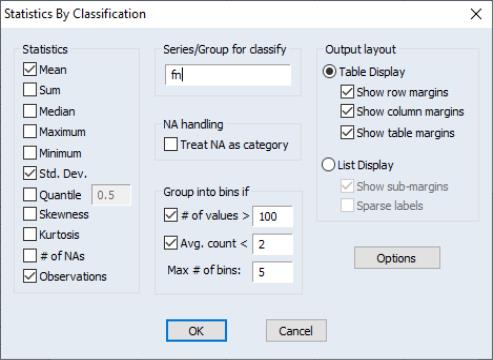 Statistics By Classification
Statistics
Mean
Sum
Median
Maximum
Minimum
Std. Dev.
Quantile 0.5
Skewness
Kurtosis
# of NAs
Observations
Series/Group for classify
fn
NA handling
Treat NA as category
Group into bins if
# of values > 100
Avg. count < 2
Max # of bins: 5
Output layout
Table Display
Show row margins
Show column margins
Show table margins
List Display
Show sub-margins
Sparse labels
Options
OK
Cancel